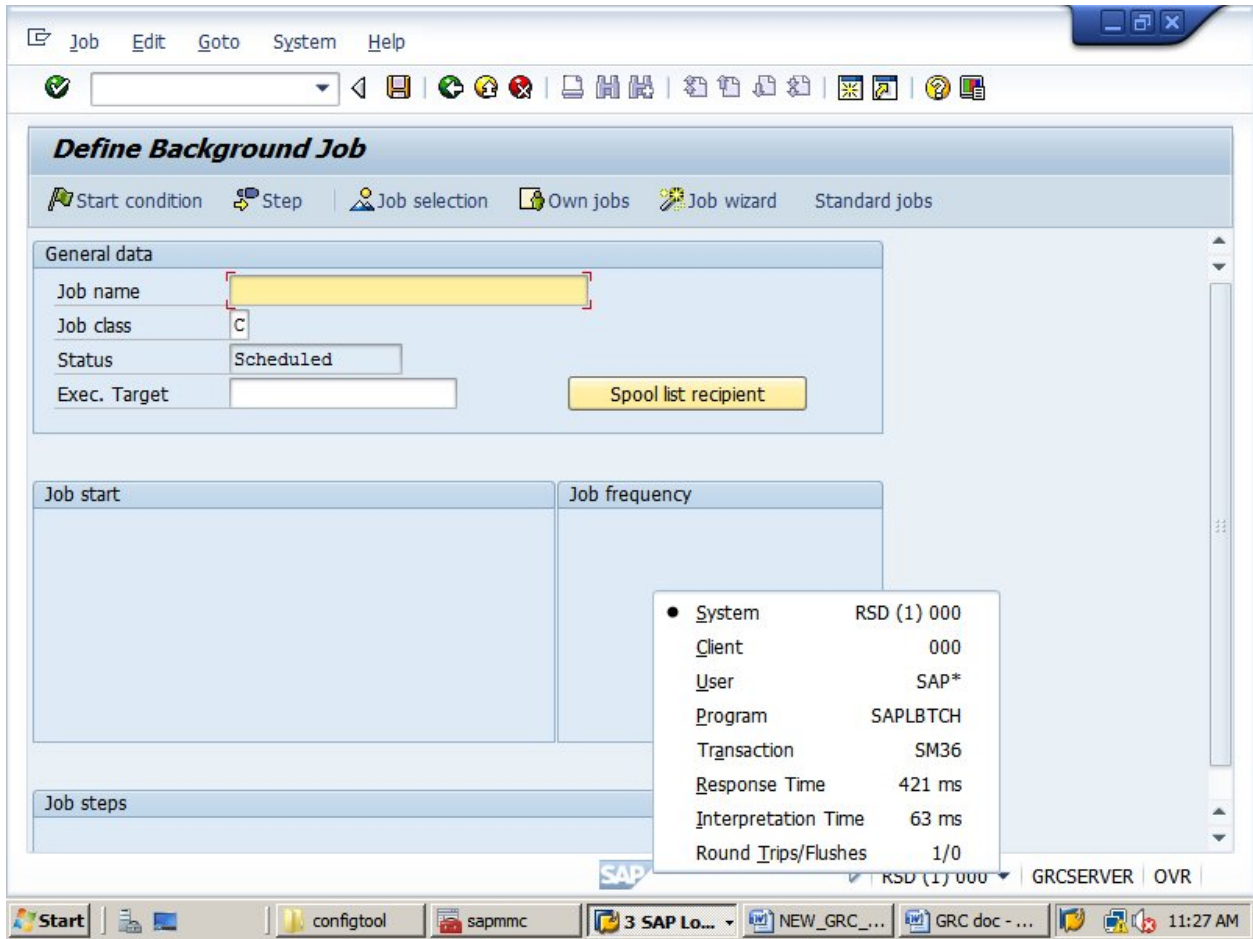 Job Edit Goto System Help
Define Background Job
Start condition Step Job selection Own jobs Job wizard Standard jobs
General data
Job name
Job class C
Status Scheduled
Exec. Target Spool list recipient
Job start Job frequency
System RSD (1) 000
Client 000
User SAP*
Program SAPLBTCH
Transaction SM36
Response Time 421 ms
Interpretation Time 63 ms
Round Trips/Flushes 1/0
Job steps
SAP RSD (1) 000 GRCSERVER OVR
Start configtool sapmmc 3 SAP Lo... NEW_GRC_... GRC doc - ... 11:27 AM